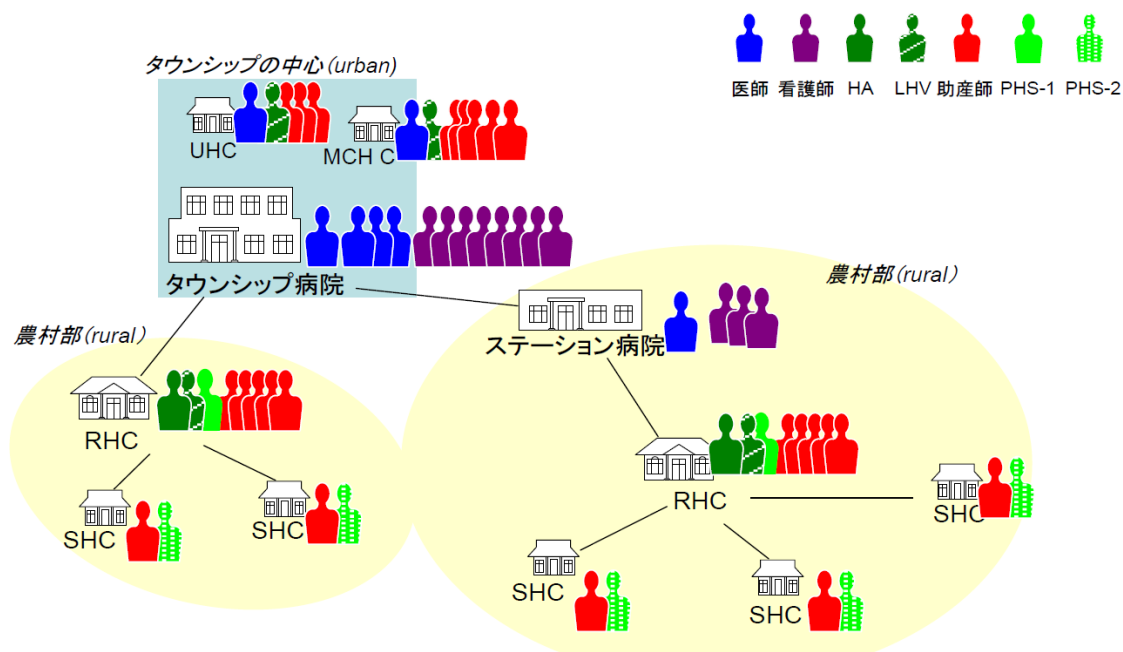 医師 看護師 HA LHV 助産師 PHS-1 PHS-2
タウンシップの中心(urban)
UHC
MCH C
タウンシップ病院
農村部(rural)
ステーション病院
農村部(rural)
RHC
SHC
SHC
RHC
SHC
SHC
SHC